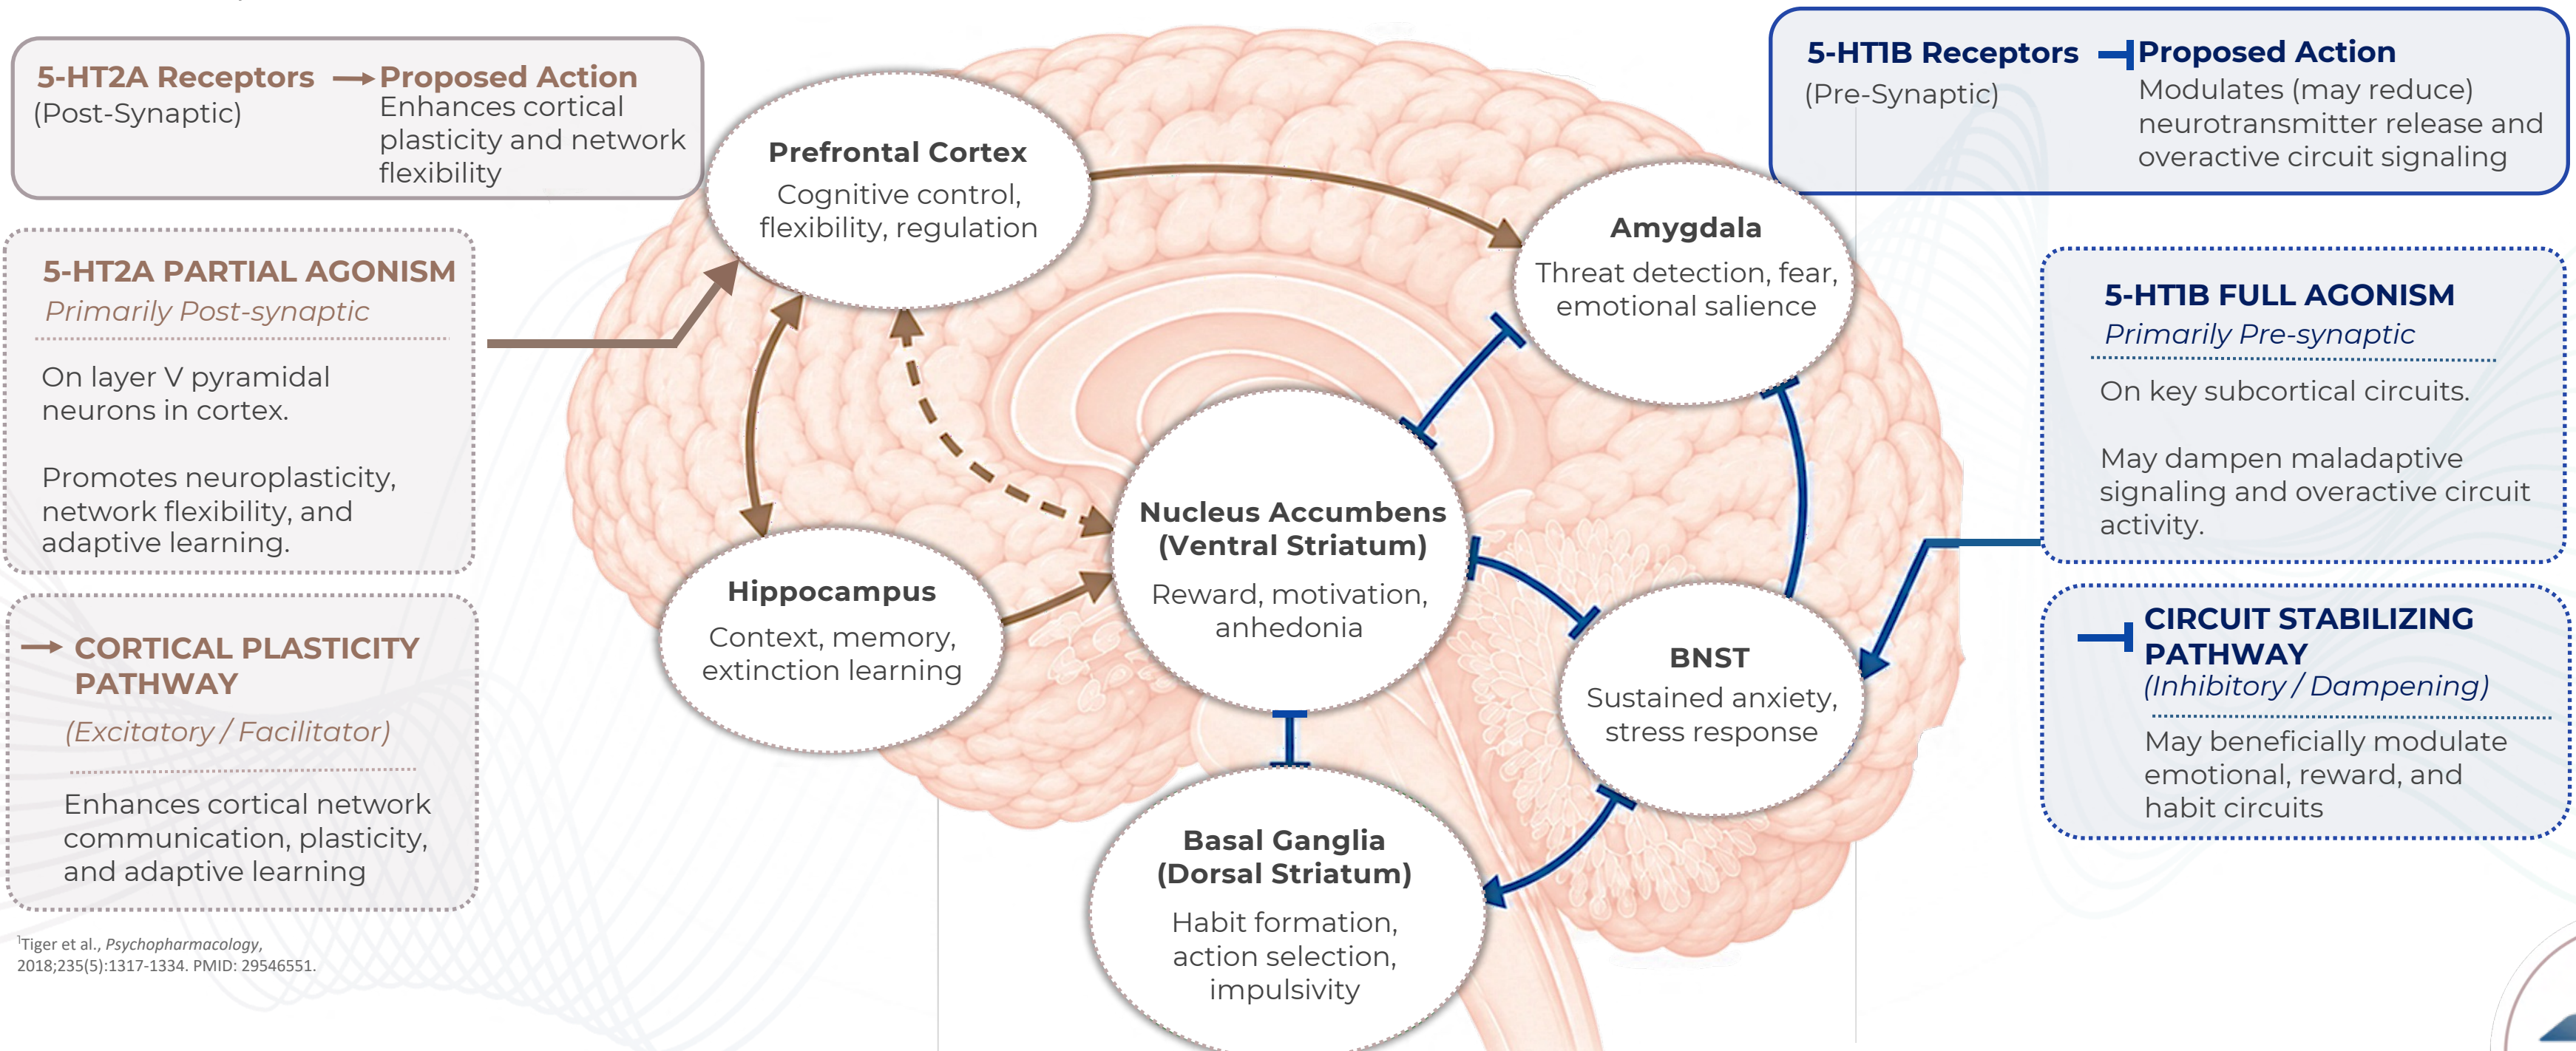 5-HT2A Receptors
(Post-Synaptic)
Proposed Action
Enhances cortical
plasticity and network
flexibility
5-HT2A PARTIAL AGONISM
Primarily Post-synaptic
On layer V pyramidal
neurons in cortex.
Promotes neuroplasticity,
network flexibility, and
adaptive learning.
CORTICAL PLASTICITY
PATHWAY
(Excitatory / Facilitator)
Enhances cortical network
communication, plasticity,
and adaptive learning
1Tiger et al., Psychopharmacology,
2018;235(5):1317-1334. PMID: 29546551.
Prefrontal Cortex
Cognitive control,
flexibility, regulation
Amygdala
Threat detection, fear,
emotional salience
Nucleus Accumbens
(Ventral Striatum)
Reward, motivation,
anhedonia
Hippocampus
Context, memory,
extinction learning
BNST
Sustained anxiety,
stress response
Basal Ganglia
(Dorsal Striatum)
Habit formation,
action selection,
impulsivity
5-HT1B Receptors
(Pre-Synaptic)
Proposed Action
Modulates (may reduce)
neurotransmitter release and
overactive circuit signaling
5-HT1B FULL AGONISM
Primarily Pre-synaptic
On key subcortical circuits.
May dampen maladaptive
signaling and overactive circuit
activity.
CIRCUIT STABILIZING
PATHWAY
(Inhibitory / Dampening)
May beneficially modulate
emotional, reward, and
habit circuits